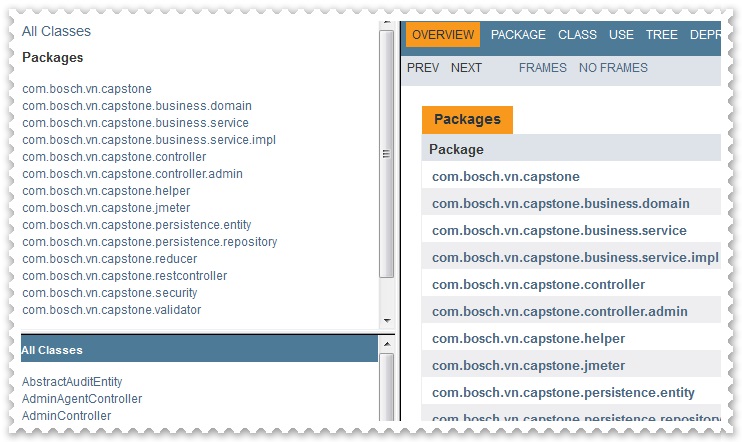 All Classes
Packages
com.bosch.vn.capstone
com.bosch.vn.capstone.business.domain
com.bosch.vn.capstone.business.service
com.bosch.vn.capstone.business.service.impl
com.bosch.vn.capstone.controller
com.bosch.vn.capstone.controller.admin
com.bosch.vn.capstone.helper
com.bosch.vn.capstone.jmeter
com.bosch.vn.capstone.persistence.entity
com.bosch.vn.capstone.persistence.repository
com.bosch.vn.capstone.reducer
com.bosch.vn.capstone.restcontroller
com.bosch.vn.capstone.security
com.bosch.vn.capstone.validator
All Classes
AbstractAuditEntity
AdminAgentController
AdminController
OVERVIEW PACKAGE CLASS USE TREE DEPR
PREV NEXT FRAMES NO FRAMES
Packages
Package
com.bosch.vn.capstone
com.bosch.vn.capstone.business.domain
com.bosch.vn.capstone.business.service
com.bosch.vn.capstone.business.service.impl
com.bosch.vn.capstone.controller
com.bosch.vn.capstone.controller.admin
com.bosch.vn.capstone.helper
com.bosch.vn.capstone.jmeter
com.bosch.vn.capstone.persistence.entity
com.bosch.vn.capstone.persistence.repository